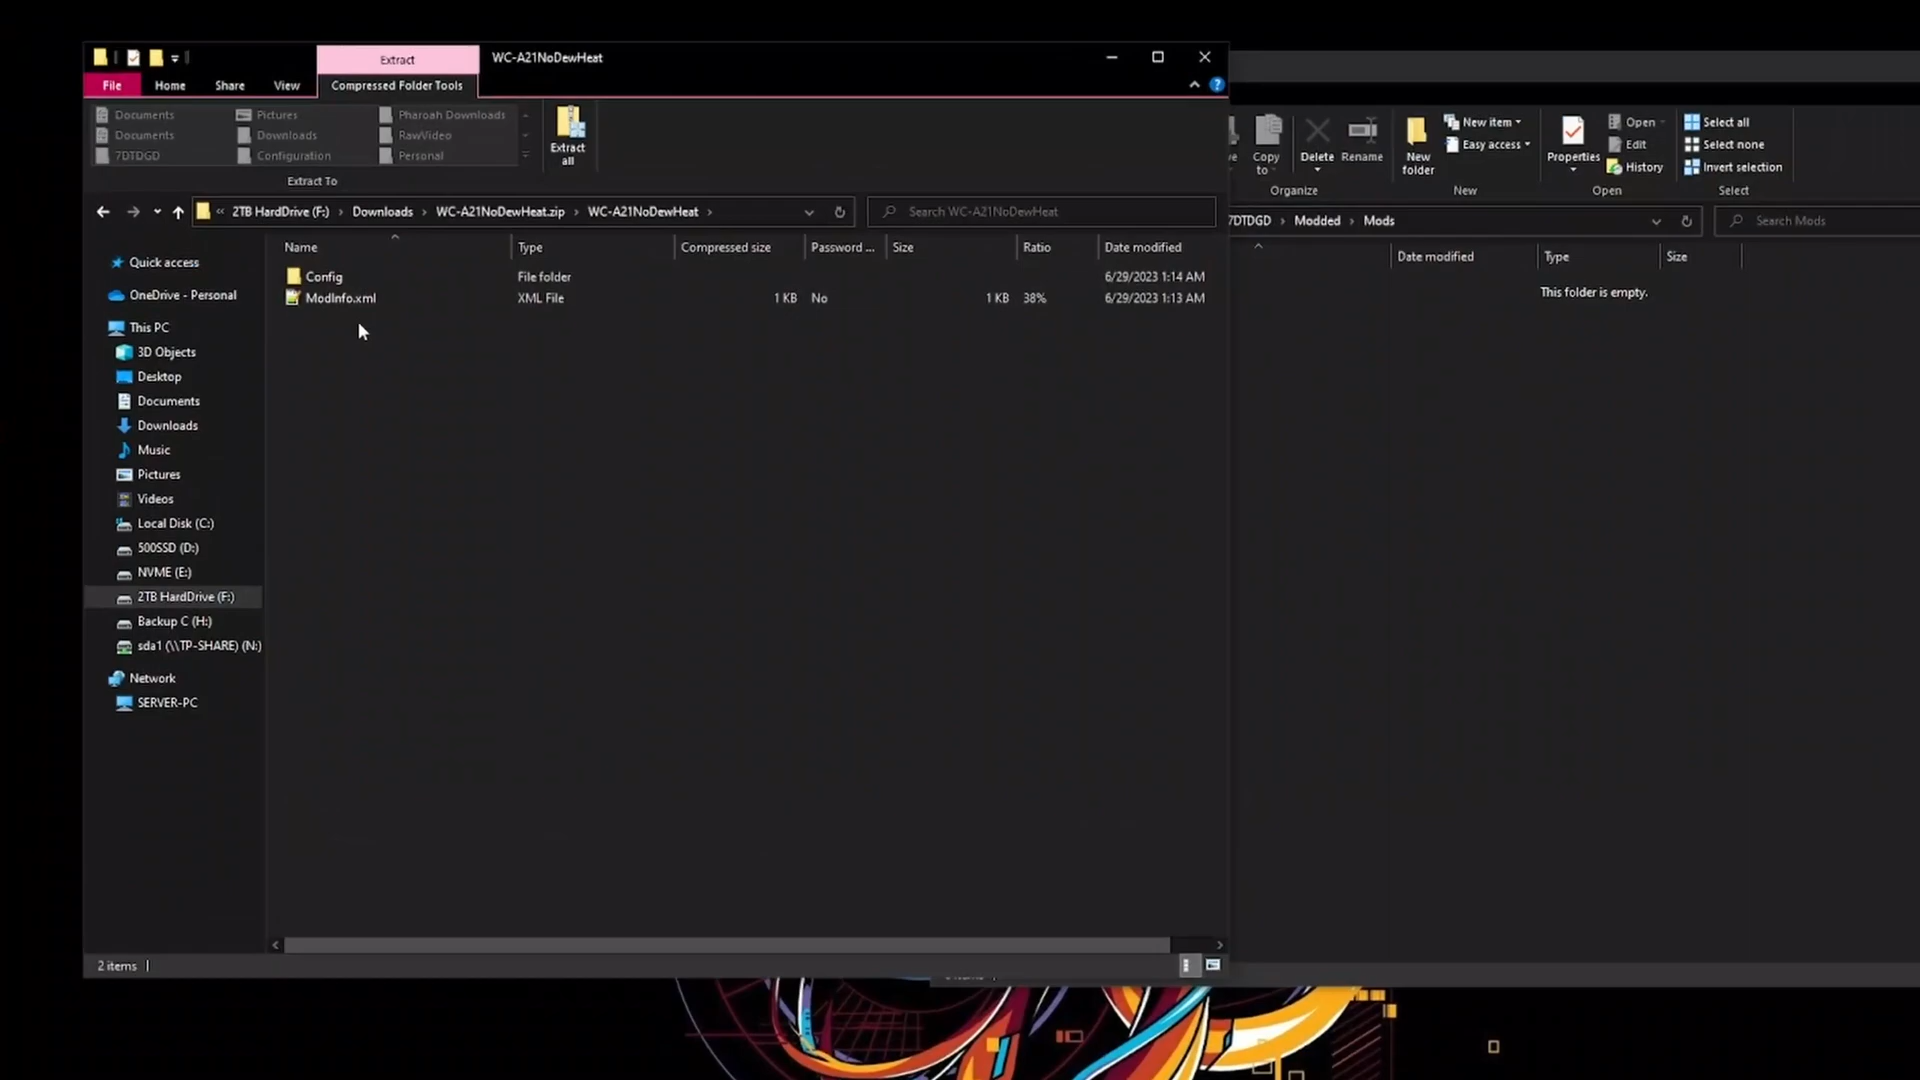 Extract
WC-A21NoDewHeat
File
Home
Share
View
Compressed Folder Tools
Documents
Pictures
Pharoah Downloads
Documents
Downloads
RawVideo
7DTDGD
Configuration
Personal
Extract To
Extract all
Copy to
Delete
Rename
New folder
New item
Easy access
Properties
Open
Edit
History
Select all
Select none
Invert selection
Organize
New
Open
Select
« 2TB HardDrive (F:) > Downloads > WC-A21NoDewHeat.zip > WC-A21NoDewHeat >
Search WC-A21NoDewHeat
7DTDGD > Modded > Mods
Search Mods
Name
Type
Compressed size
Password ...
Size
Ratio
Date modified
Config
File folder
6/29/2023 1:14 AM
ModInfo.xml
XML File
1 KB
No
1 KB
38%
6/29/2023 1:13 AM
Date modified
Type
Size
This folder is empty.
Quick access
OneDrive - Personal
This PC
3D Objects
Desktop
Documents
Downloads
Music
Pictures
Videos
Local Disk (C:)
500SSD (D:)
NVME (E:)
2TB HardDrive (F:)
Backup C (H:)
sda1 (\\TP-SHARE) (N:)
Network
SERVER-PC
2 items